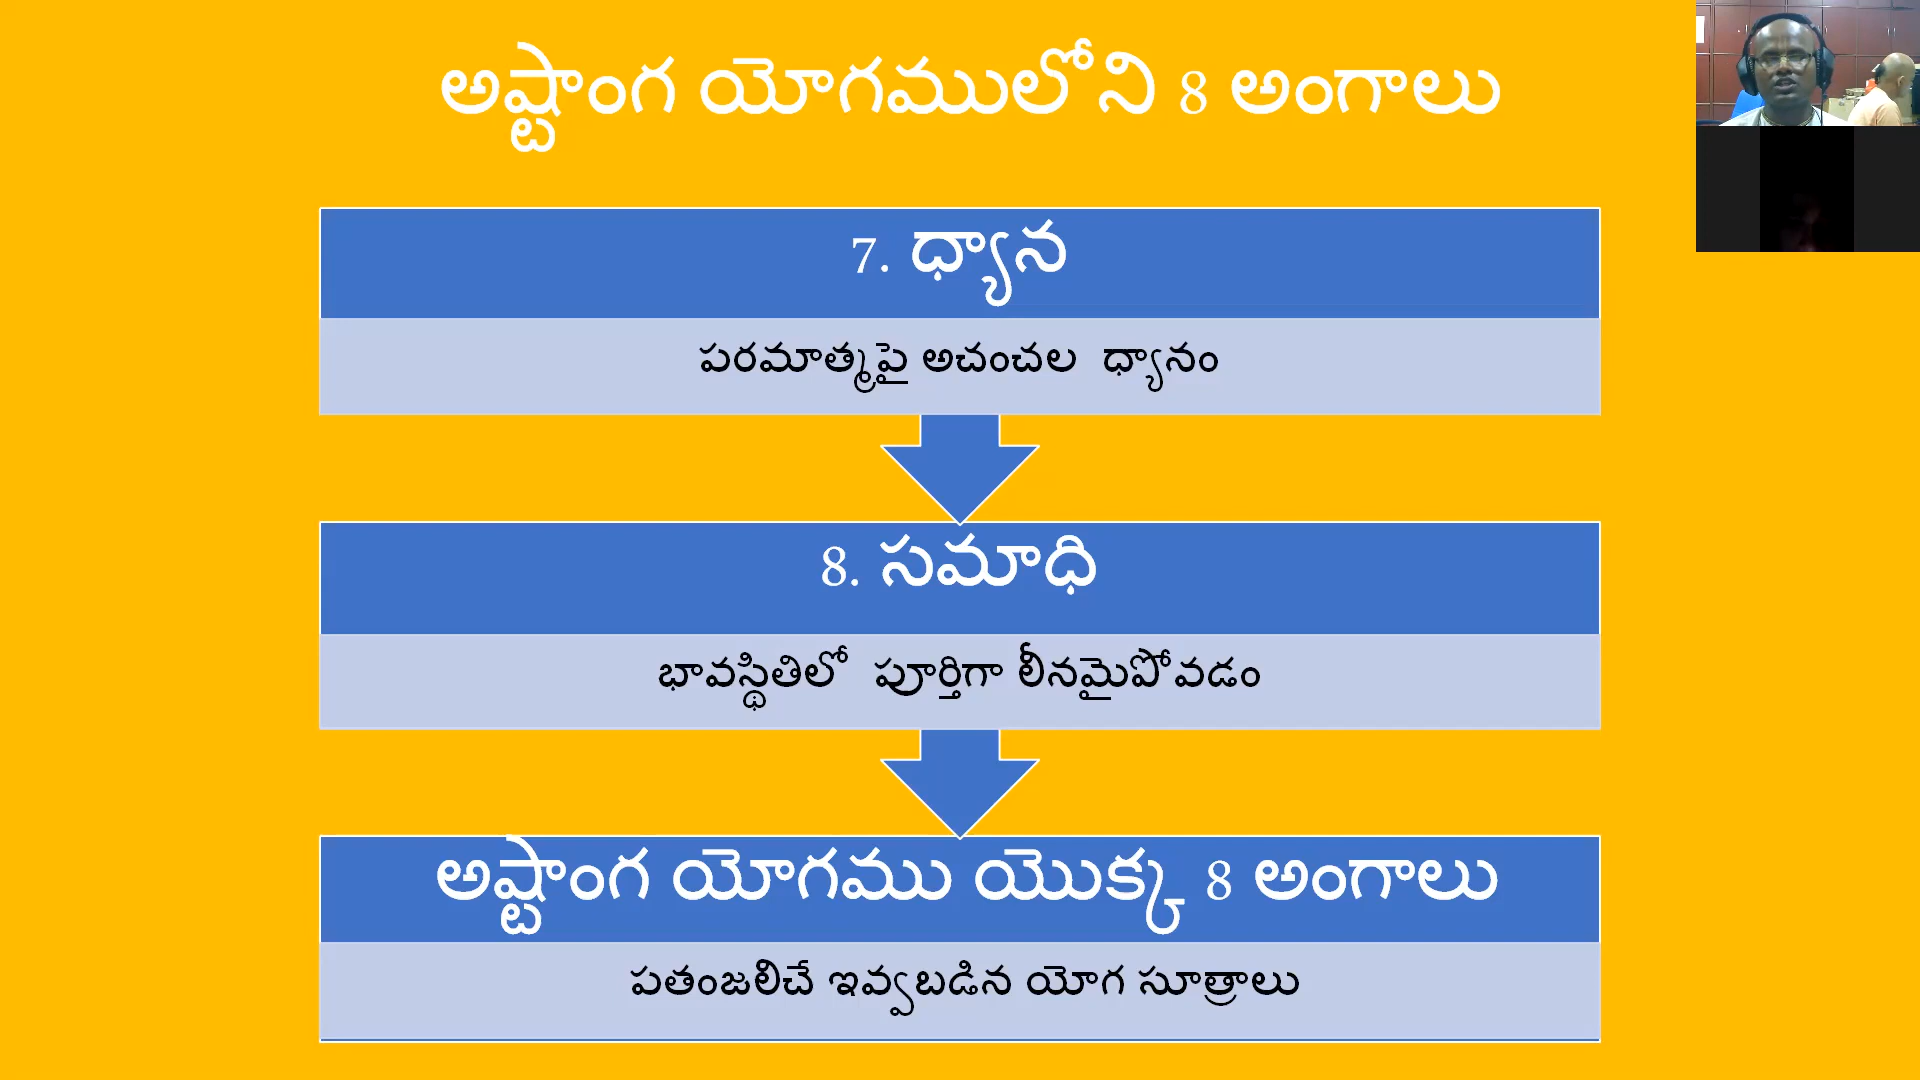 అష్టాంగ యోగములోని 8 అంగాలు
7. ధ్యాన
పరమాత్మపై అచంచల ధ్యానం
8. సమాధి
భావస్థితిలో పూర్తిగా లీనమైపోవడం
అష్టాంగ యోగము యొక్క 8 అంగాలు
పతంజలిచే ఇవ్వబడిన యోగ సూత్రాలు